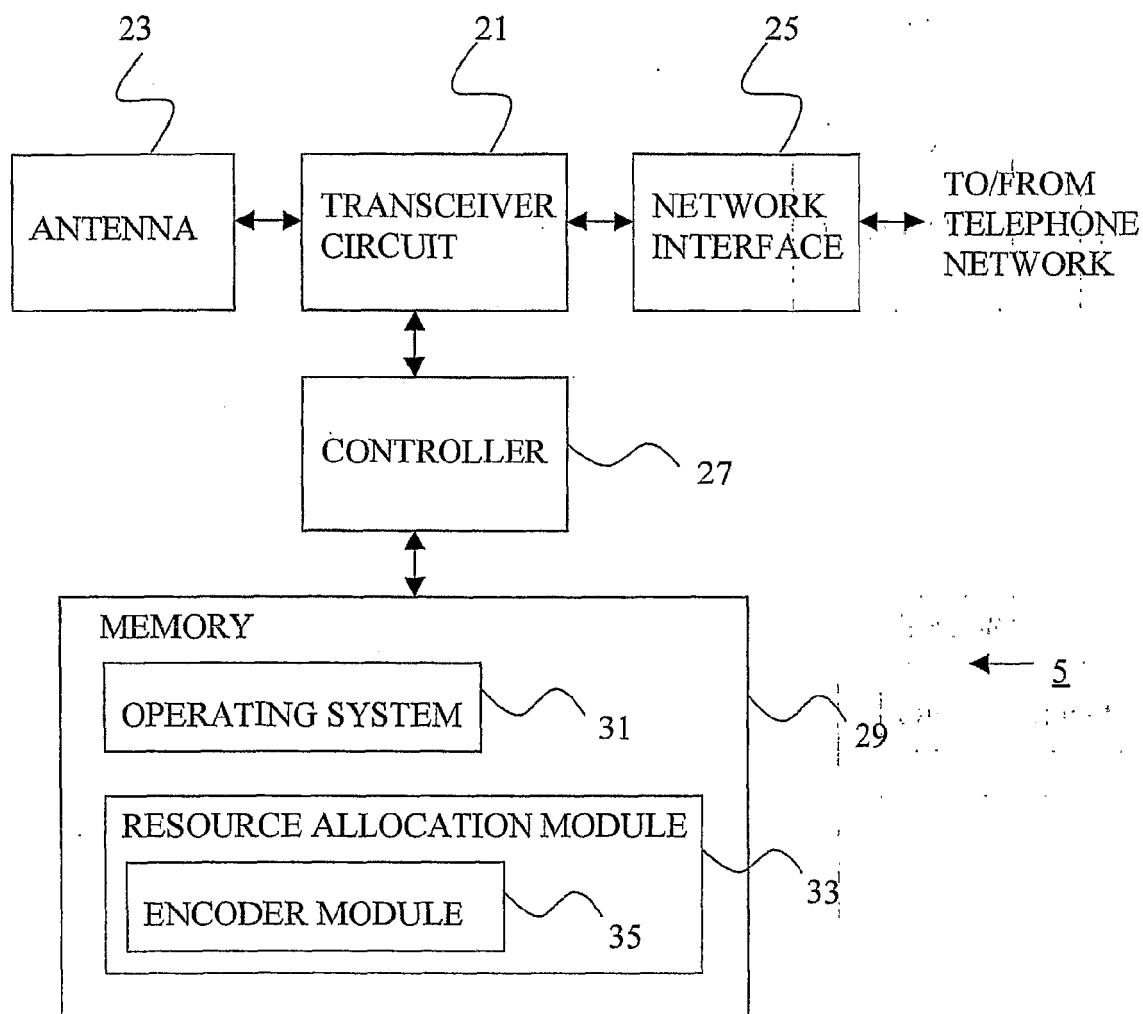 23
21
25
ANTENNA
TRANSCEIVER
CIRCUIT
NETWORK
INTERFACE
TO/FROM
TELEPHONE
NETWORK
CONTROLLER
27
MEMORY
OPERATING SYSTEM
31
29
5
RESOURCE ALLOCATION MODULE
33
ENCODER MODULE
35